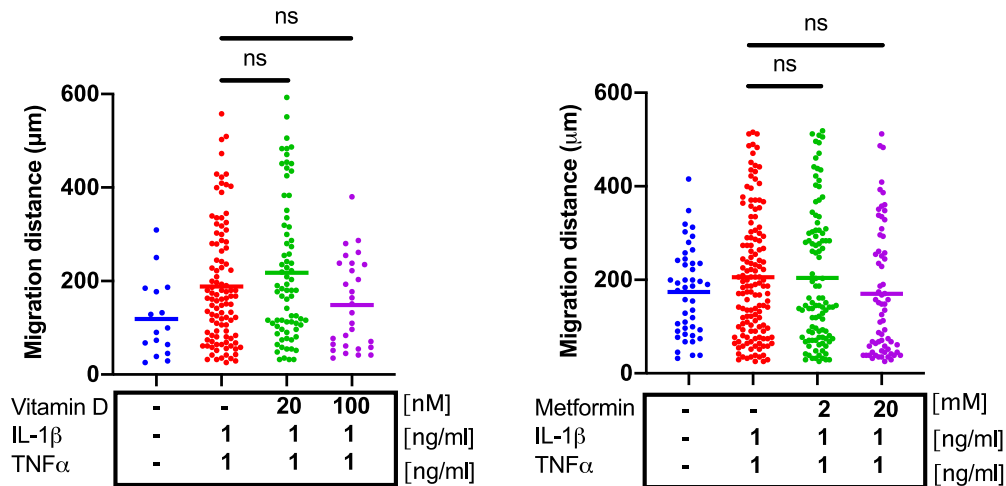 ns
ns
Migration distance (µm)
600
400
200
0
Vitamin D - - 20 100 [nM]
IL-1β - 1 1 1 [ng/ml]
TNFα - 1 1 1 [ng/ml]
ns
ns
Migration distance (µm)
600
400
200
0
Metformin - - 2 20 [mM]
IL-1β - 1 1 1 [ng/ml]
TNFα - 1 1 1 [ng/ml]